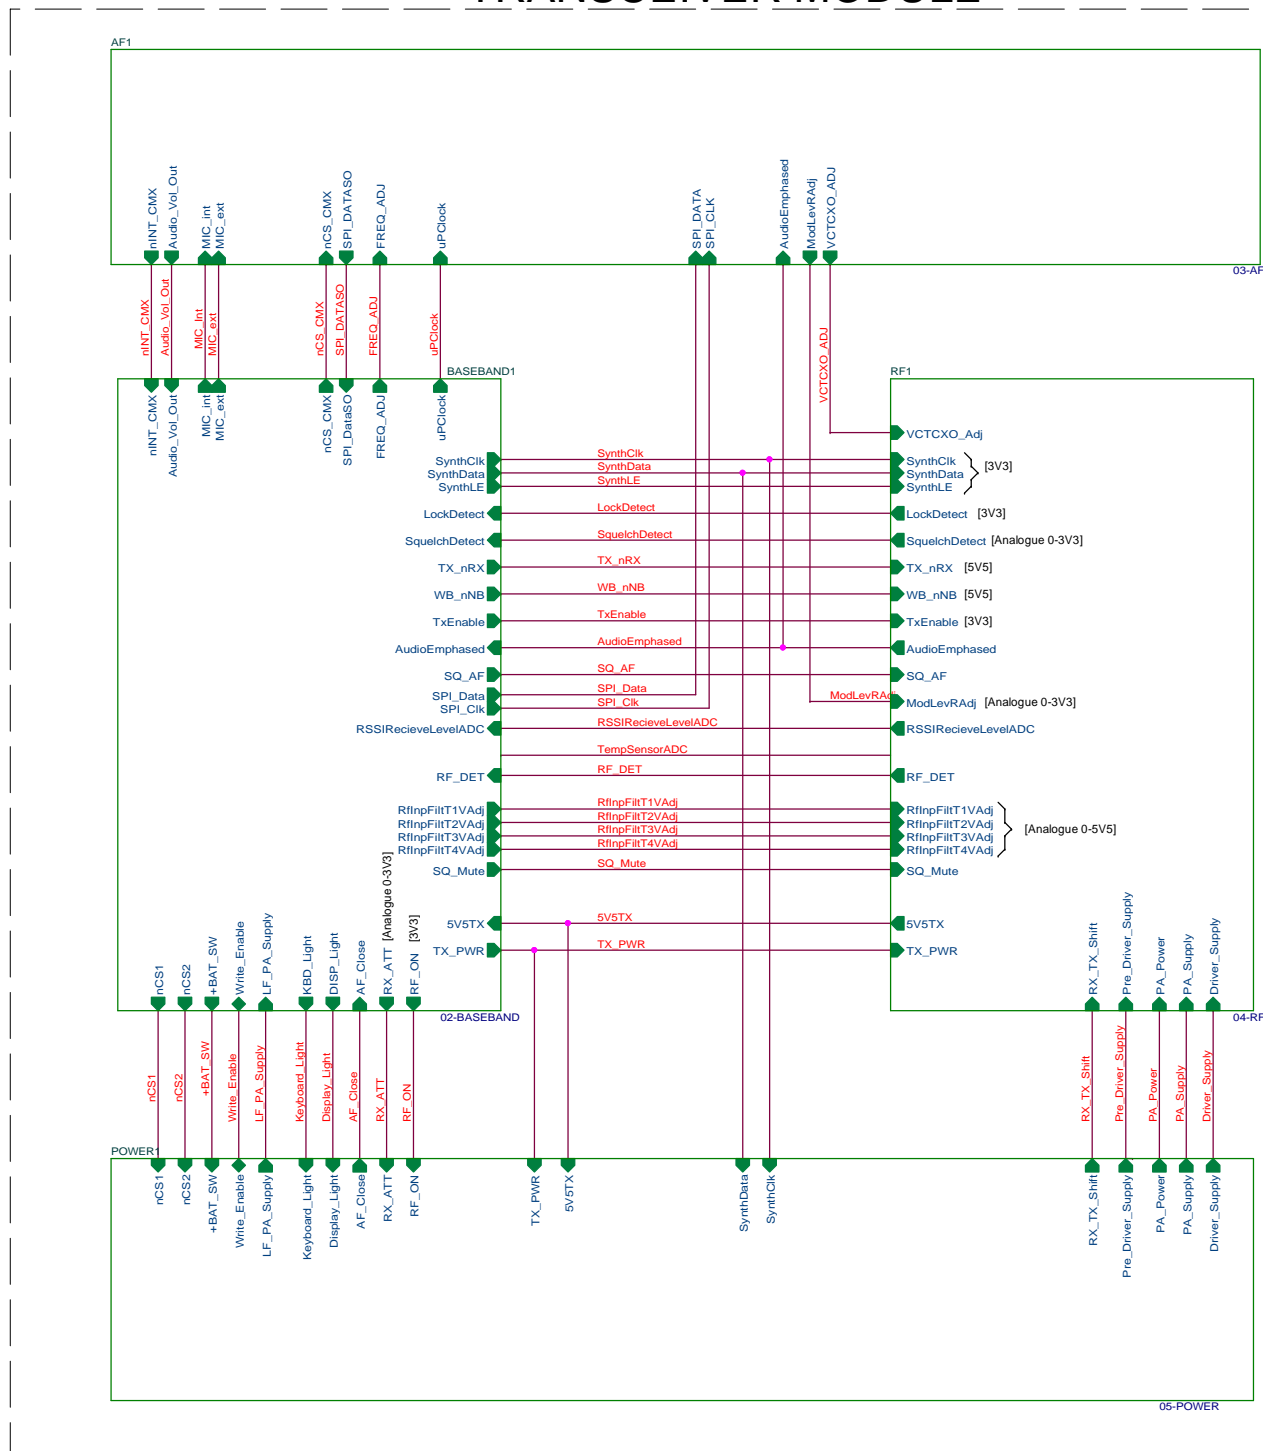 TRANSCEIVER MODULE
AF1
nINT_CMX
Audio_Vol_Out
MIC_int
MIC_ext
nCS_CMX
SPI_DATASO
FREQ_ADJ
uPClock
SPI_DATA
SPI_CLK
AudioEmphased
ModLevRAdj
VCTCXO_ADJ
03-AF
nINT_CMX
Audio_Vol_Out
MIC_Int
MIC_ext
nCS_CMX
SPI_DATASO
FREQ_ADJ
uPClock
VCTCXO_ADJ
BASEBAND1
RF1
nINT_CMX
Audio_Vol_Out
MIC_int
MIC_ext
nCS_CMX
SPI_DataSO
FREQ_ADJ
uPClock
VCTCXO_Adj
SynthClk SynthClk SynthClk
SynthData SynthData SynthData [3V3]
SynthLE SynthLE SynthLE
LockDetect LockDetect LockDetect [3V3]
SquelchDetect SquelchDetect SquelchDetect [Analogue 0-3V3]
TX_nRX TX_nRX TX_nRX [5V5]
WB_nNB WB_nNB WB_nNB [5V5]
TxEnable TxEnable TxEnable [3V3]
AudioEmphased AudioEmphased AudioEmphased
SQ_AF SQ_AF SQ_AF
SPI_Data SPI_Data
SPI_Clk SPI_Clk ModLevRAdj ModLevRAdj [Analogue 0-3V3]
RSSIRecieveLevelADC RSSIRecieveLevelADC RSSIRecieveLevelADC
TempSensorADC
RF_DET RF_DET RF_DET
RfInpFiltT1VAdj RfInpFiltT1VAdj RfInpFiltT1VAdj
RfInpFiltT2VAdj RfInpFiltT2VAdj RfInpFiltT2VAdj
RfInpFiltT3VAdj RfInpFiltT3VAdj RfInpFiltT3VAdj [Analogue 0-5V5]
RfInpFiltT4VAdj RfInpFiltT4VAdj RfInpFiltT4VAdj
SQ_Mute SQ_Mute SQ_Mute
5V5TX 5V5TX 5V5TX
TX_PWR TX_PWR TX_PWR
nCS1
nCS2
+BAT_SW
Write_Enable
LF_PA_Supply
KBD_Light
DISP_Light
AF_Close
RX_ATT [Analogue 0-3V3]
RF_ON [3V3]
RX_TX_Shift
Pre_Driver_Supply
PA_Power
PA_Supply
Driver_Supply
02-BASEBAND
04-RF
nCS1
nCS2
+BAT_SW
Write_Enable
LF_PA_Supply
Keyboard_Light
Display_Light
AF_Close
RX_ATT
RF_ON
RX_TX_Shift
Pre_Driver_Supply
PA_Power
PA_Supply
Driver_Supply
POWER1
nCS1
nCS2
+BAT_SW
Write_Enable
LF_PA_Supply
Keyboard_Light
Display_Light
AF_Close
RX_ATT
RF_ON
TX_PWR
5V5TX
SynthData
SynthClk
RX_TX_Shift
Pre_Driver_Supply
PA_Power
PA_Supply
Driver_Supply
05-POWER